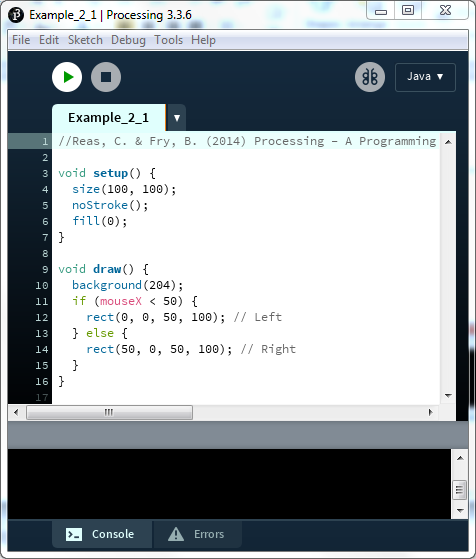 Example_2_1 | Processing 3.3.6
File Edit Sketch Debug Tools Help
Java ▼
Example_2_1 ▼
1 //Reas, C. & Fry, B. (2014) Processing – A Programming
2
3 void setup() {
4   size(100, 100);
5   noStroke();
6   fill(0);
7 }
8
9 void draw() {
10   background(204);
11   if (mouseX < 50) {
12     rect(0, 0, 50, 100); // Left
13   } else {
14     rect(50, 0, 50, 100); // Right
15   }
16 }
17
Console Errors